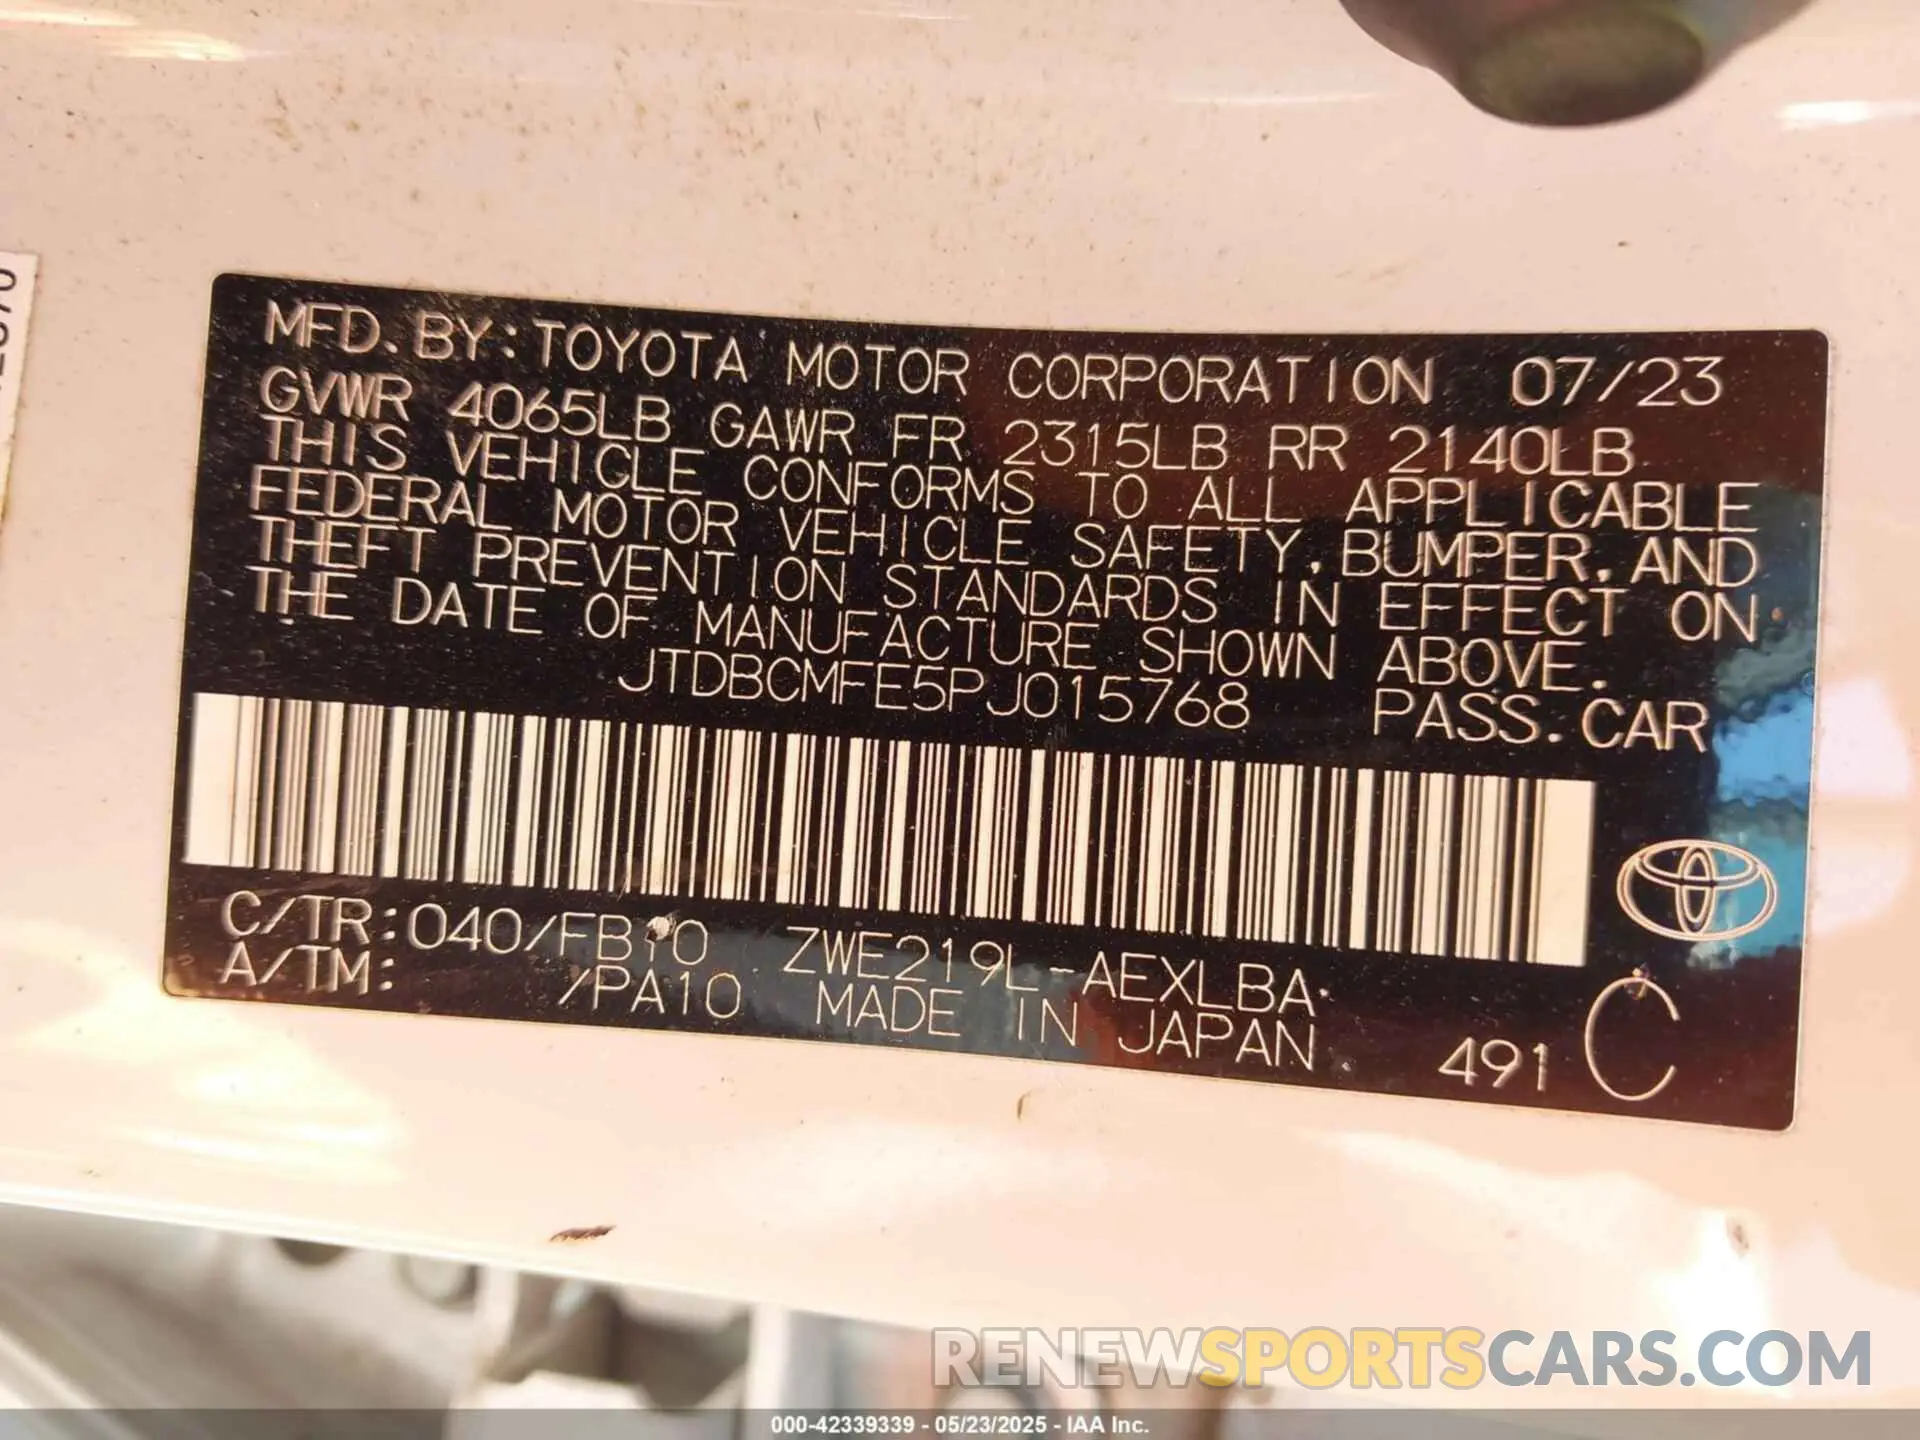 MFD. BY: TOYOTA MOTOR CORPORATION 07/23
GVWR 4065LB GAWR FR 2315LB RR 2140LB
THIS VEHICLE CONFORMS TO ALL APPLICABLE
FEDERAL MOTOR VEHICLE SAFETY, BUMPER, AND
THEFT PREVENTION STANDARDS IN EFFECT ON
THE DATE OF MANUFACTURE SHOWN ABOVE.
JTDBCMFE5PJ015768 PASS. CAR
C/TR: 040/FB10 ZWE219L-AEXLBA
A/TM: /PA10 MADE IN JAPAN 491 C
RENEWSPORTSCARS.COM
000-42339339 - 05/23/2025 - IAA Inc.